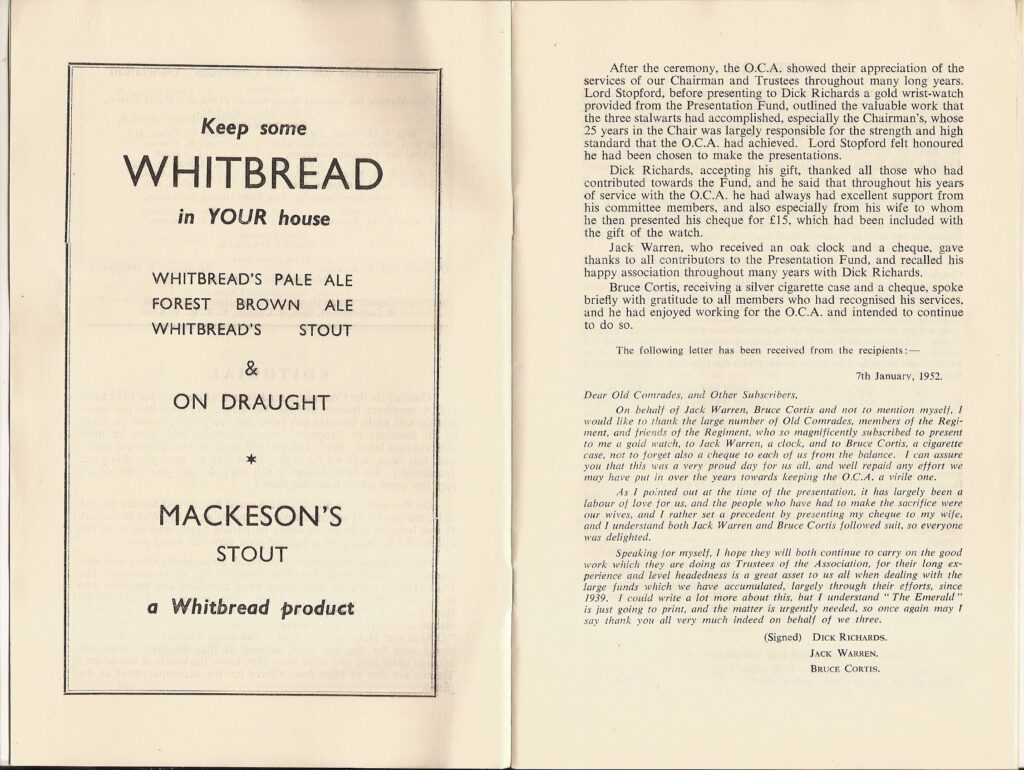 Keep some
WHITBREAD
in YOUR house
WHITBREAD'S PALE ALE
FOREST BROWN ALE
WHITBREAD'S STOUT
&
ON DRAUGHT
*
MACKESON'S
STOUT
a Whitbread product
After the ceremony, the O.C.A. showed their appreciation of the
services of our Chairman and Trustees throughout many long years.
Lord Stopford, before presenting to Dick Richards a gold wrist-watch
provided from the Presentation Fund, outlined the valuable work that
the three stalwarts had accomplished, especially the Chairman's, whose
25 years in the Chair was largely responsible for the strength and high
standard that the O.C.A. had achieved. Lord Stopford felt honoured
he had been chosen to make the presentations.
Dick Richards, accepting his gift, thanked all those who had
contributed towards the Fund, and he said that throughout his years
of service with the O.C.A. he had always had excellent support from
his committee members, and also especially from his wife to whom
he then presented his cheque for £15, which had been included with
the gift of the watch.
Jack Warren, who received an oak clock and a cheque, gave
thanks to all contributors to the Presentation Fund, and recalled his
happy association throughout many years with Dick Richards.
Bruce Cortis, receiving a silver cigarette case and a cheque, spoke
briefly with gratitude to all members who had recognised his services,
and he had enjoyed working for the O.C.A. and intended to continue
to do so.
The following letter has been received from the recipients:—
7th January, 1952.
Dear Old Comrades, and Other Subscribers,
On behalf of Jack Warren, Bruce Cortis and not to mention myself, I
would like to thank the large number of Old Comrades, members of the Regi-
ment, and friends of the Regiment, who so magnificently subscribed to present
to me a gold watch, to Jack Warren, a clock, and to Bruce Cortis, a cigarette
case, not to forget also a cheque to each of us from the balance. I can assure
you that this was a very proud day for us all, and well repaid any effort we
may have put in over the years towards keeping the O.C.A. a virile one.
As I pointed out at the time of the presentation, it has largely been a
labour of love for us, and the people who have had to make the sacrifice were
our wives, and I rather set a precedent by presenting my cheque to my wife,
and I understand both Jack Warren and Bruce Cortis followed suit, so everyone
was delighted.
Speaking for myself, I hope they will both continue to carry on the good
work which they are doing as Trustees of the Association, for their long ex-
perience and level headedness is a great asset to us all when dealing with the
large funds which we have accumulated, largely through their efforts, since
1939. I could write a lot more about this, but I understand "The Emerald"
is just going to print, and the matter is urgently needed, so once again may I
say thank you all very much indeed on behalf of we three.
(Signed) DICK RICHARDS.
JACK WARREN.
BRUCE CORTIS.